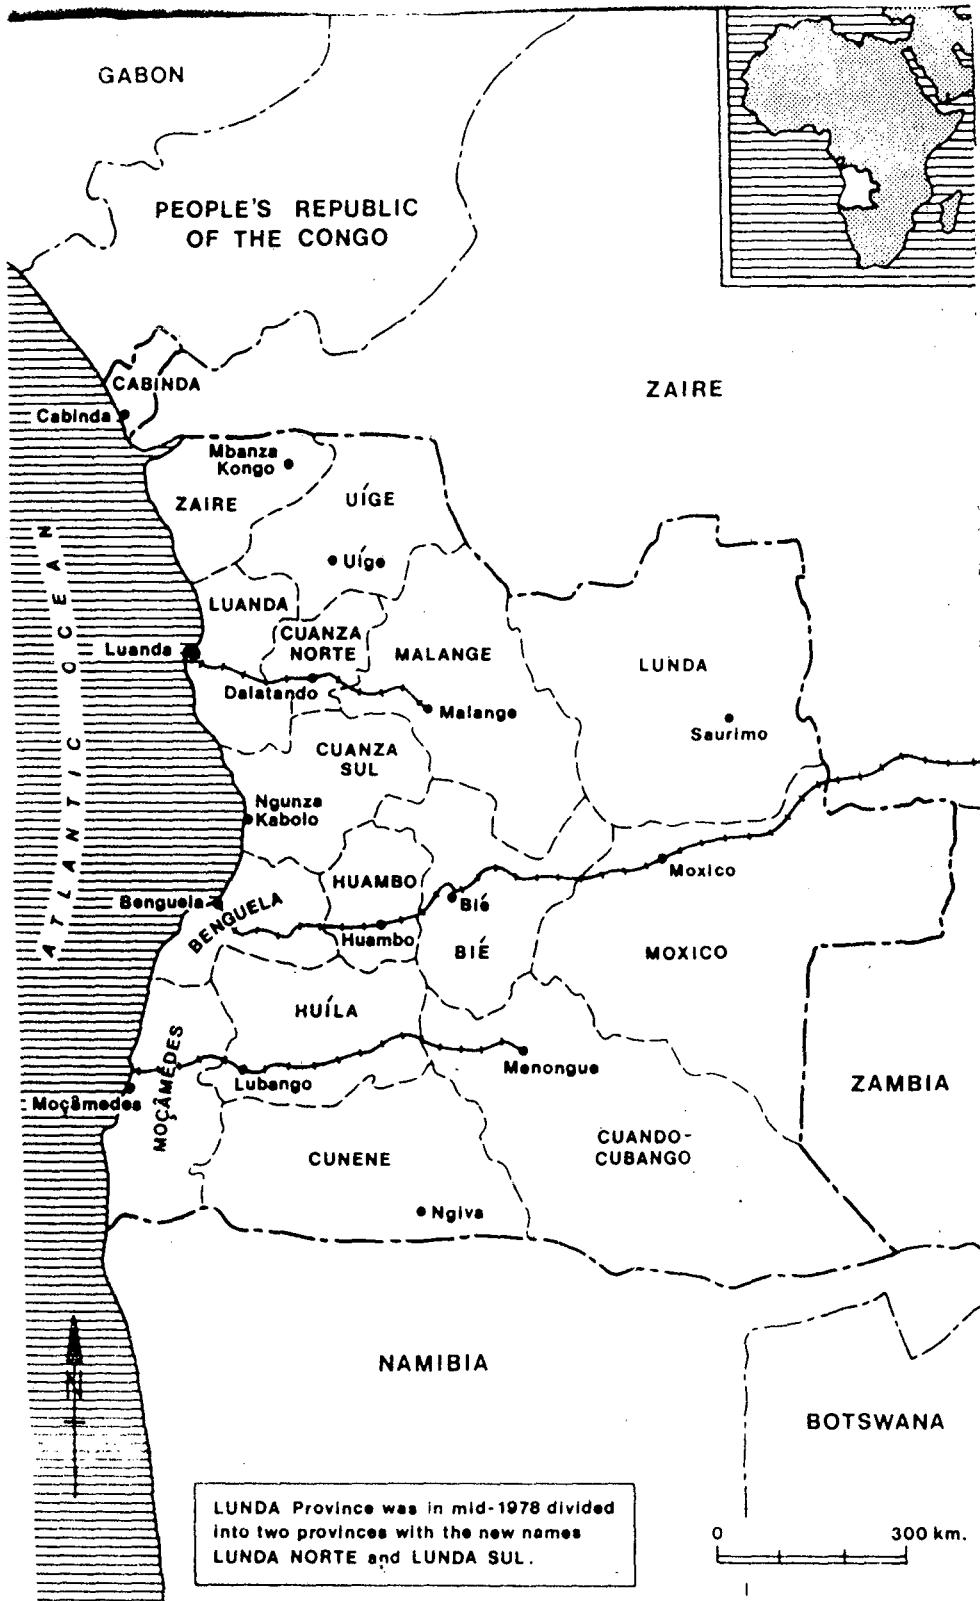 GABON
PEOPLE'S REPUBLIC
OF THE CONGO
CABINDA
Cabinda
ZAIRE
Mbanza
Kongo
ZAIRE
UÍGE
Uíge
ATLANTIC OCEAN
LUANDA
CUANZA
NORTE
MALANGE
LUNDA
Luanda
Dalatando
Malange
Saurimo
CUANZA
SUL
Ngunza
Kabolo
HUAMBO
Moxico
Benguela
BENGUELA
Bié
Huambo
BIÉ
MOXICO
HUÍLA
MOÇÂMEDES
Menongue
Lubango
Moçâmedes
ZAMBIA
CUANDO-
CUBANGO
CUNENE
Ngiva
N
NAMIBIA
BOTSWANA
LUNDA Province was in mid-1978 divided
into two provinces with the new names
LUNDA NORTE and LUNDA SUL.
0 300 km.